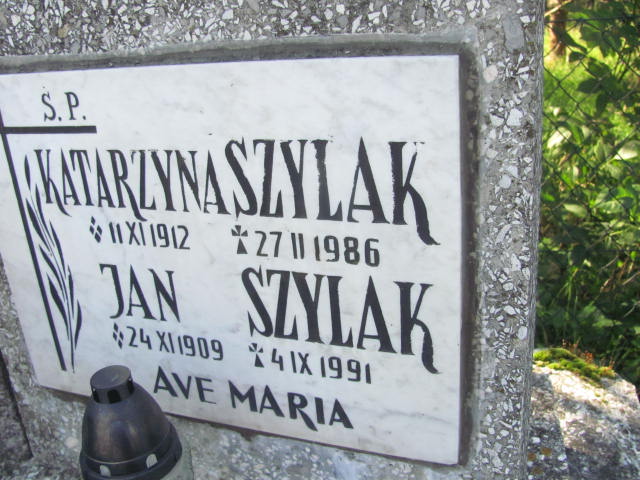 S.P.
KATARZYNA SZYLAK
11 XI 1912 27 II 1986
JAN SZYLAK
24 XI 1909 4 IX 1991
AVE MARIA